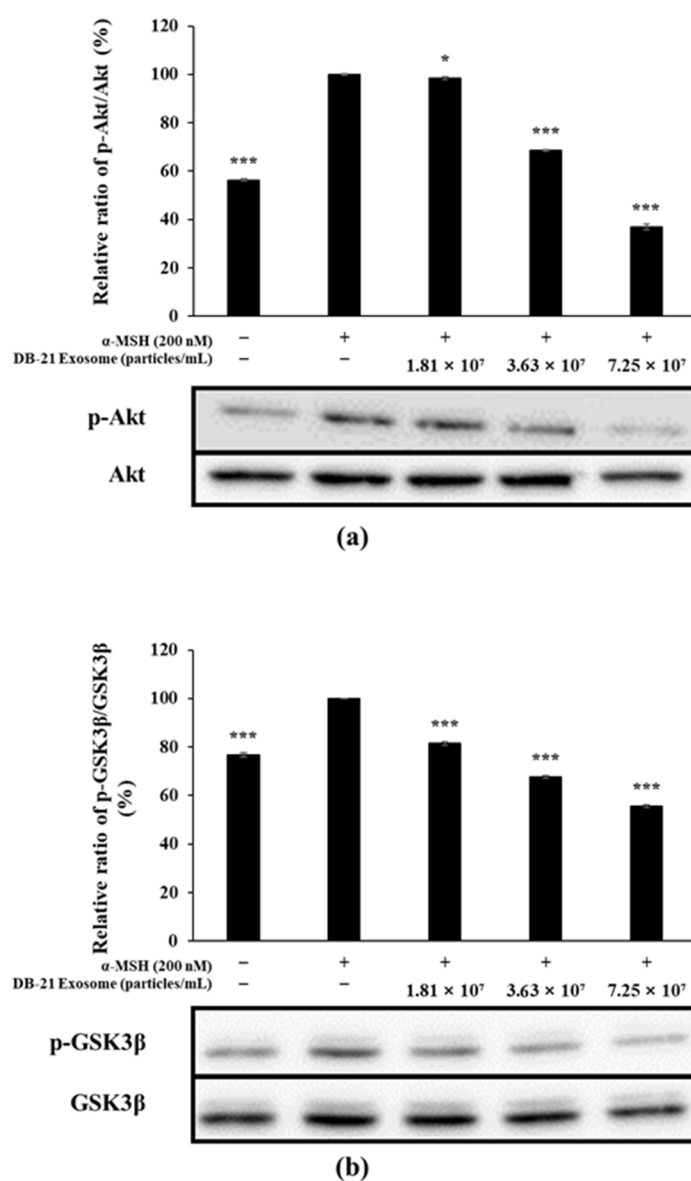 Relative ratio of p-Akt/Akt (%)
120
100
80
60
40
20
0
***
*
***
***
α-MSH (200 nM) – + + + +
DB-21 Exosome (particles/mL) – – 1.81 × 10⁷ 3.63 × 10⁷ 7.25 × 10⁷
p-Akt
Akt
(a)
Relative ratio of p-GSK3β/GSK3β
(%)
120
100
80
60
40
20
0
***
***
***
***
α-MSH (200 nM) – + + + +
DB-21 Exosome (particles/mL) – – 1.81 × 10⁷ 3.63 × 10⁷ 7.25 × 10⁷
p-GSK3β
GSK3β
(b)